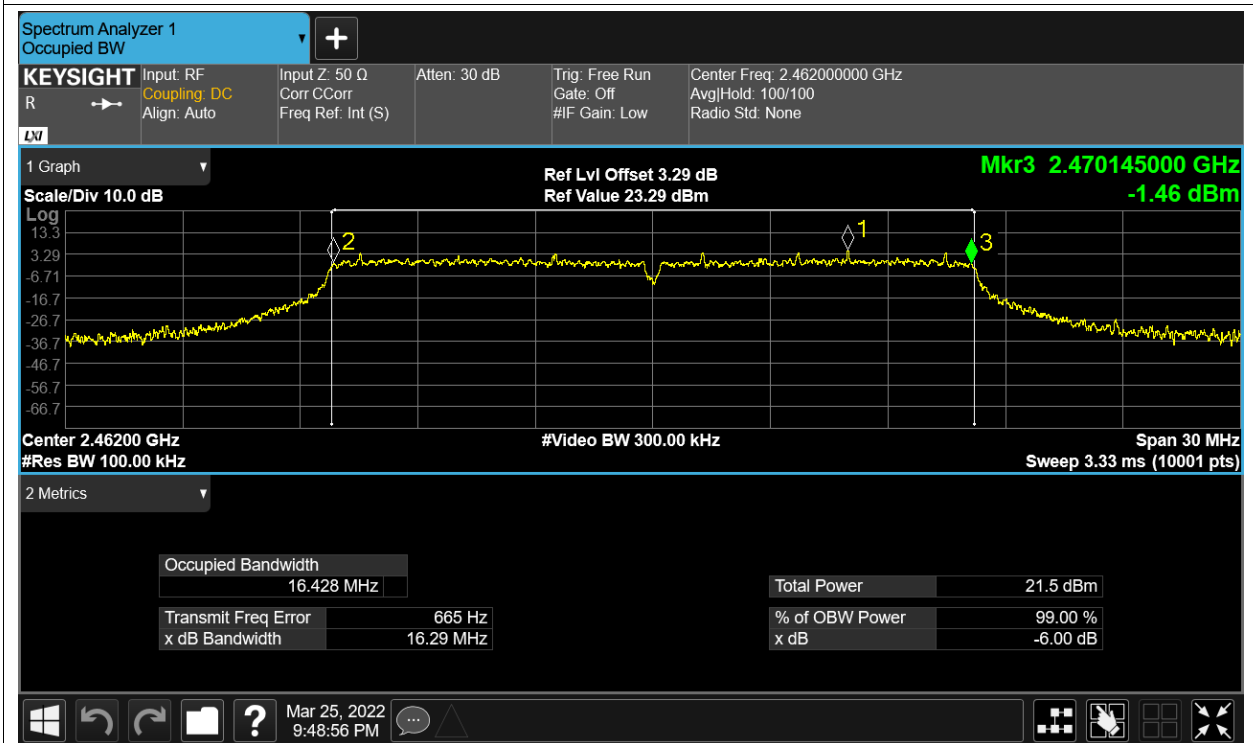 Spectrum Analyzer 1
Occupied BW
KEYSIGHT
R
LXI
Input: RF
Coupling: DC
Align: Auto
Input Z: 50 Ω
Corr CCorr
Freq Ref: Int (S)
Atten: 30 dB
Trig: Free Run
Gate: Off
#IF Gain: Low
Center Freq: 2.462000000 GHz
Avg|Hold: 100/100
Radio Std: None
1 Graph
Scale/Div 10.0 dB
Ref Lvl Offset 3.29 dB
Ref Value 23.29 dBm
Mkr3 2.470145000 GHz
-1.46 dBm
Log
13.3
3.29
-6.71
-16.7
-26.7
-36.7
-46.7
-56.7
-66.7
2
1
3
Center 2.46200 GHz
#Res BW 100.00 kHz
#Video BW 300.00 kHz
Span 30 MHz
Sweep 3.33 ms (10001 pts)
2 Metrics
Occupied Bandwidth
16.428 MHz
Transmit Freq Error 665 Hz
x dB Bandwidth 16.29 MHz
Total Power 21.5 dBm
% of OBW Power 99.00 %
x dB -6.00 dB
?
Mar 25, 2022
9:48:56 PM